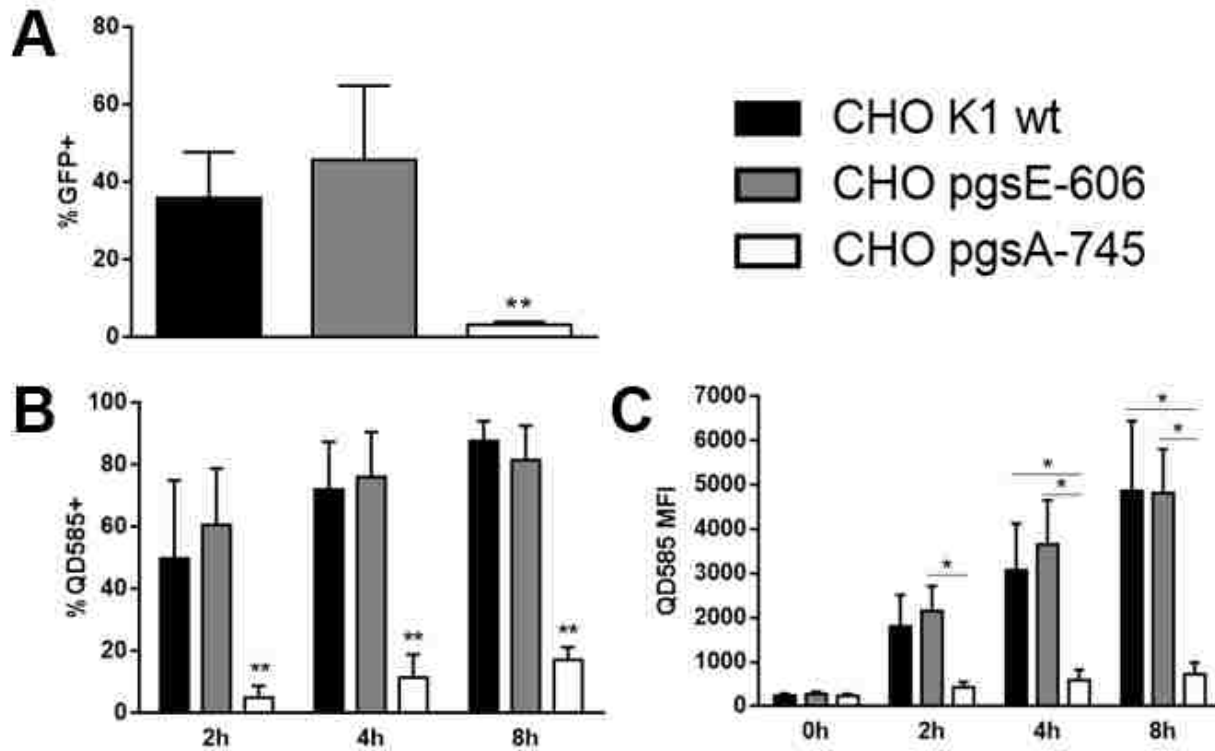 A
80
60
40
20
0
% GFP+
**
CHO K1 wt
CHO pgsE-606
CHO pgsA-745
B
100
80
60
40
20
0
% QD585+
**
**
**
2h
4h
8h
C
7000
6000
5000
4000
3000
2000
1000
0
QD585 MFI
*
*
*
*
*
0h
2h
4h
8h